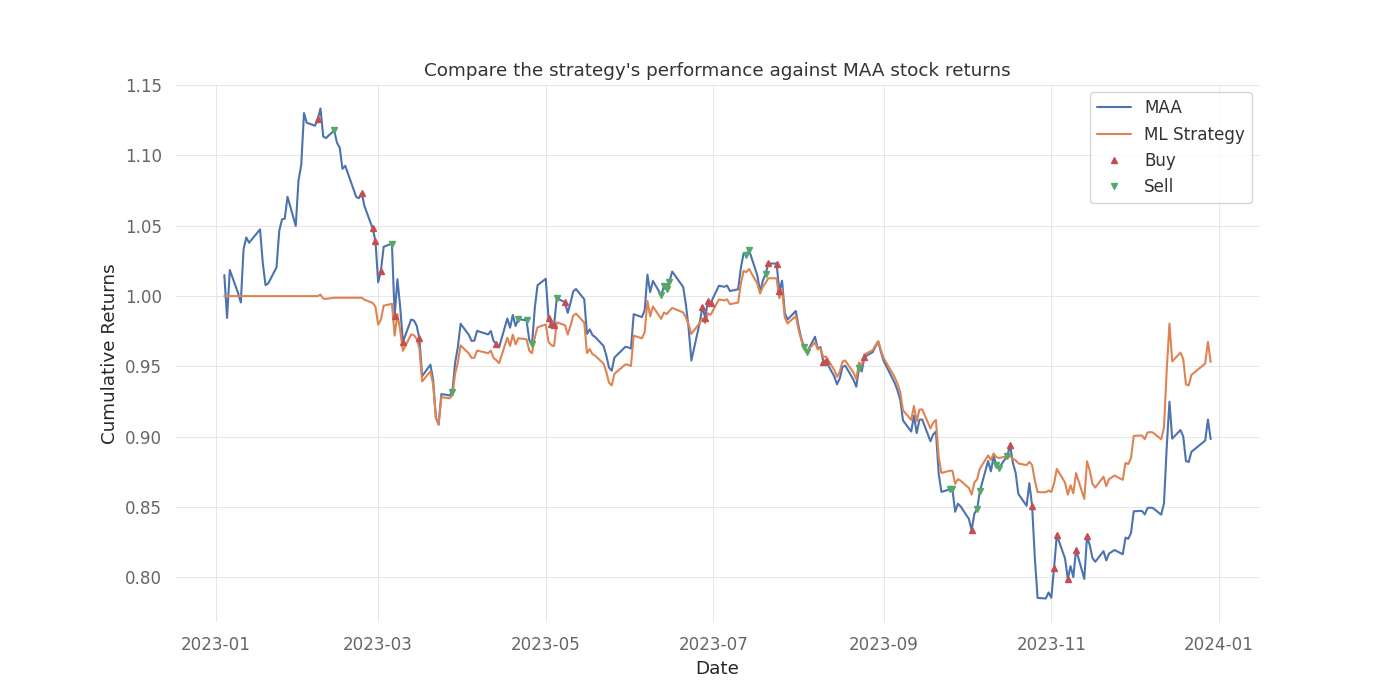 Compare the strategy's performance against MAA stock returns
MAA
ML Strategy
Buy
Sell
Cumulative Returns
1.15
1.10
1.05
1.00
0.95
0.90
0.85
0.80
2023-01
2023-03
2023-05
2023-07
2023-09
2023-11
2024-01
Date